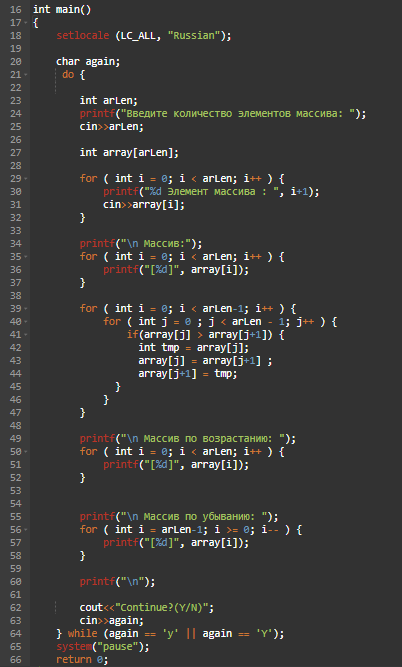 16 int main()
17 {
18     setlocale (LC_ALL, "Russian");
19
20     char again;
21      do {
22
23         int arLen;
24         printf("Введите количество элементов массива: ");
25         cin>>arLen;
26
27         int array[arLen];
28
29         for ( int i = 0; i < arLen; i++ ) {
30             printf("%d Элемент массива : ", i+1);
31             cin>>array[i];
32         }
33
34         printf("\n Массив:");
35         for ( int i = 0; i < arLen; i++ ) {
36             printf("[%d]", array[i]);
37         }
38
39         for ( int i = 0; i < arLen-1; i++ ) {
40             for ( int j = 0 ; j < arLen - 1; j++ ) {
41                 if(array[j] > array[j+1]) {
42                   int tmp = array[j];
43                   array[j] = array[j+1] ;
44                   array[j+1] = tmp;
45               }
46             }
47         }
48
49         printf("\n Массив по возрастанию: ");
50         for ( int i = 0; i < arLen; i++ ) {
51             printf("[%d]", array[i]);
52         }
53
54
55         printf("\n Массив по убыванию: ");
56         for ( int i = arLen-1; i >= 0; i-- ) {
57             printf("[%d]", array[i]);
58         }
59
60         printf("\n");
61
62         cout<<"Continue?(Y/N)";
63         cin>>again;
64     } while (again == 'y' || again == 'Y');
65     system("pause");
66     return 0;